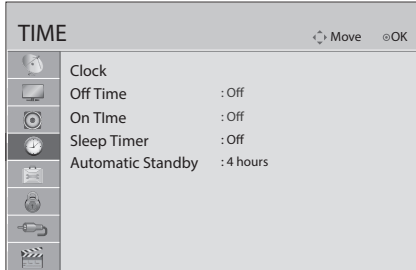 TIME Move OK
Clock
Off Time : Off
On TIme : Off
Sleep Timer : Off
Automatic Standby : 4 hours